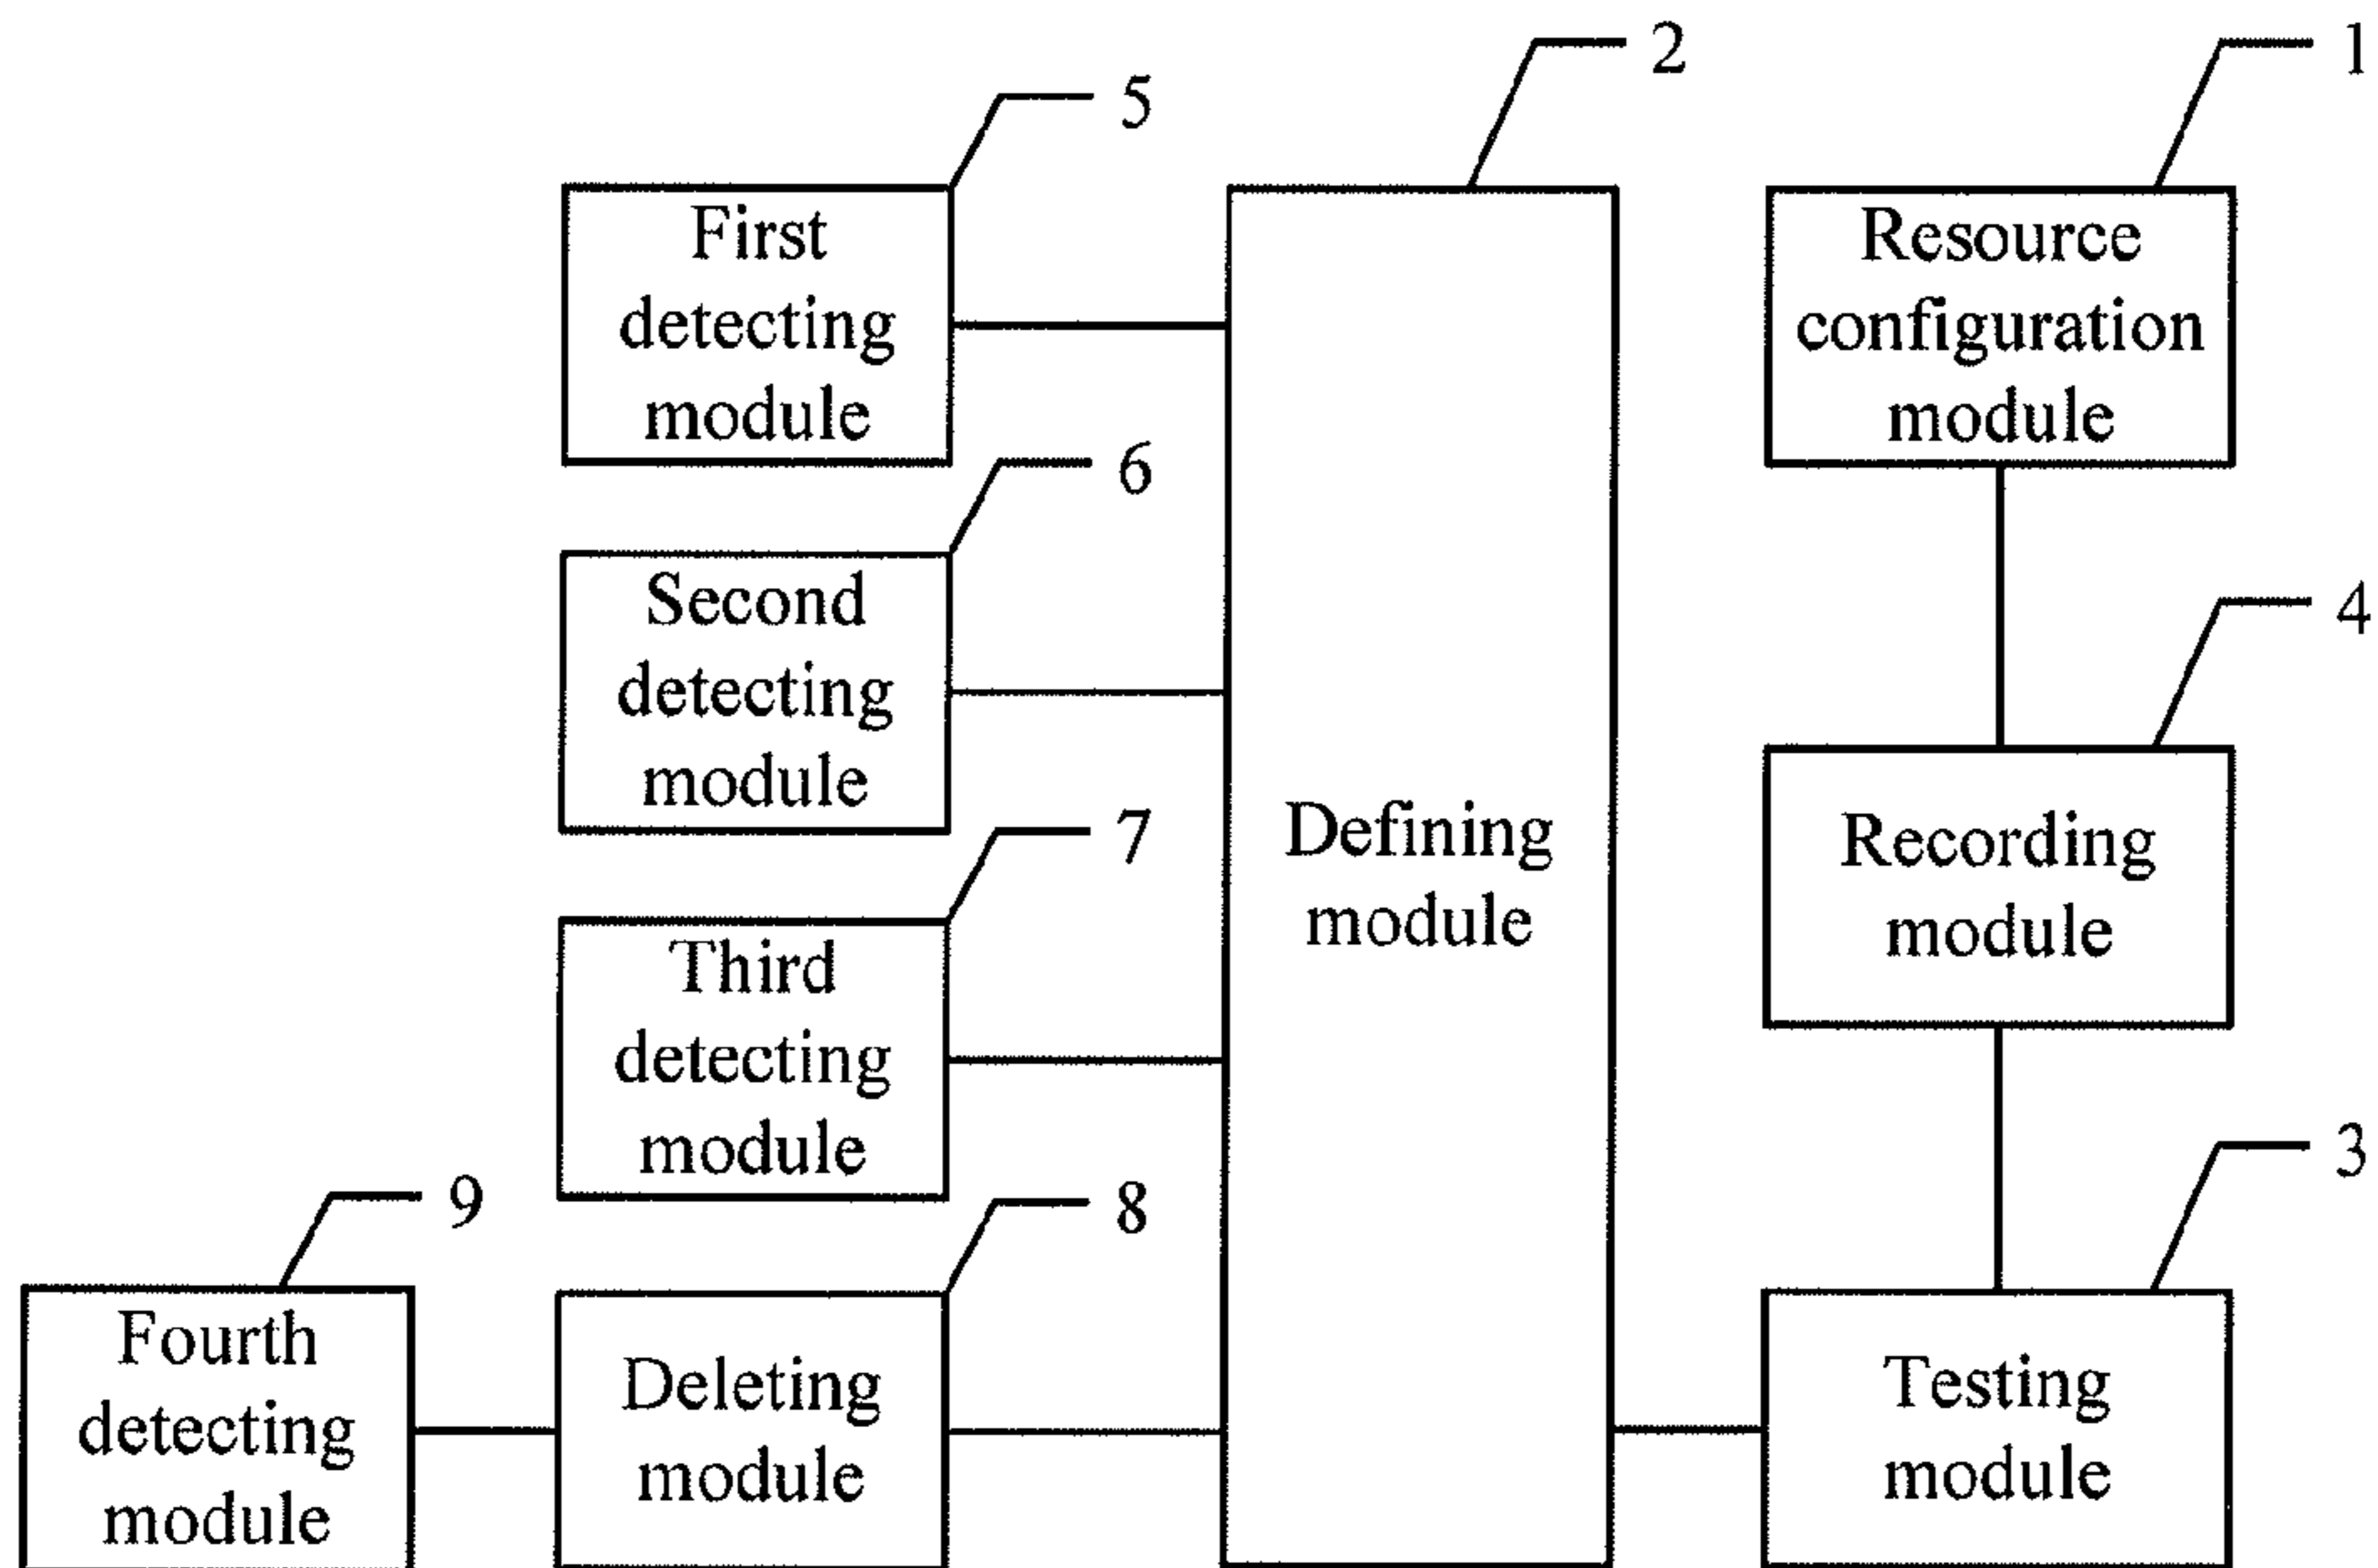 2
1
5
First
detecting
module
Resource
configuration
module
6
4
Second
detecting
module
Defining
module
Recording
module
7
Third
detecting
module
3
9
8
Fourth
detecting
module
Deleting
module
Testing
module